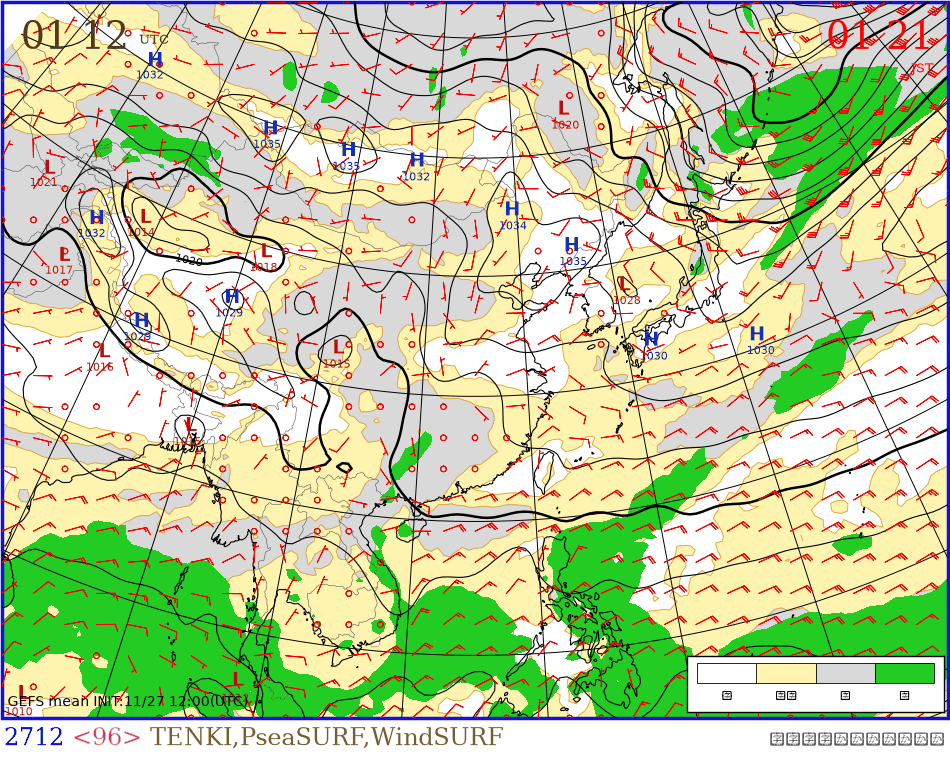 01 12 UTC
01 21 JST
H 1032
H 1035
H 1035
H 1032
L 1020
L 1021
H 1032
L 1014
H 1034
H 1035
L 1017
1020
L 1018
H 1029
L 1028
H 1029
H 1030
H 1030
L 1016
L 1015
L
L
L
1010
GEFS mean INIT:11/27 12:00(UTC)
2712 <96> TENKI,PseaSURF,WindSURF